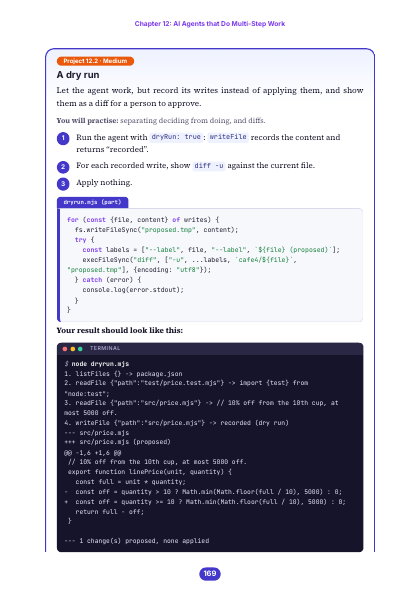 Chapter 12: AI Agents that Do Multi-Step Work
Project 12.2 · Medium
A dry run
Let the agent work, but record its writes instead of applying them, and show
them as a diff for a person to approve.
You will practise: separating deciding from doing, and diffs.
1 Run the agent with dryRun: true ; writeFile records the content and
returns “recorded”.
2 For each recorded write, show diff -u against the current file.
3 Apply nothing.
dryrun.mjs (part)
for (const {file, content} of writes) {
  fs.writeFileSync("proposed.tmp", content);
  try {
    const labels = ["--label", file, "--label", `${file} (proposed)`];
    execFileSync("diff", ["-u", ...labels, `cafe4/${file}`,
"proposed.tmp"], {encoding: "utf8"});
  } catch (error) {
    console.log(error.stdout);
  }
}
Your result should look like this:
TERMINAL
$ node dryrun.mjs
1. listFiles {} -> package.json
2. readFile {"path":"test/price.test.mjs"} -> import {test} from
"node:test";
3. readFile {"path":"src/price.mjs"} -> // 10% off from the 10th cup, at
most 5000 off.
4. writeFile {"path":"src/price.mjs"} -> recorded (dry run)
--- src/price.mjs
+++ src/price.mjs (proposed)
@@ -1,6 +1,6 @@
 // 10% off from the 10th cup, at most 5000 off.
 export function linePrice(unit, quantity) {
   const full = unit * quantity;
-  const off = quantity > 10 ? Math.min(Math.floor(full / 10), 5000) : 0;
+  const off = quantity >= 10 ? Math.min(Math.floor(full / 10), 5000) : 0;
   return full - off;
 }
--- 1 change(s) proposed, none applied
169